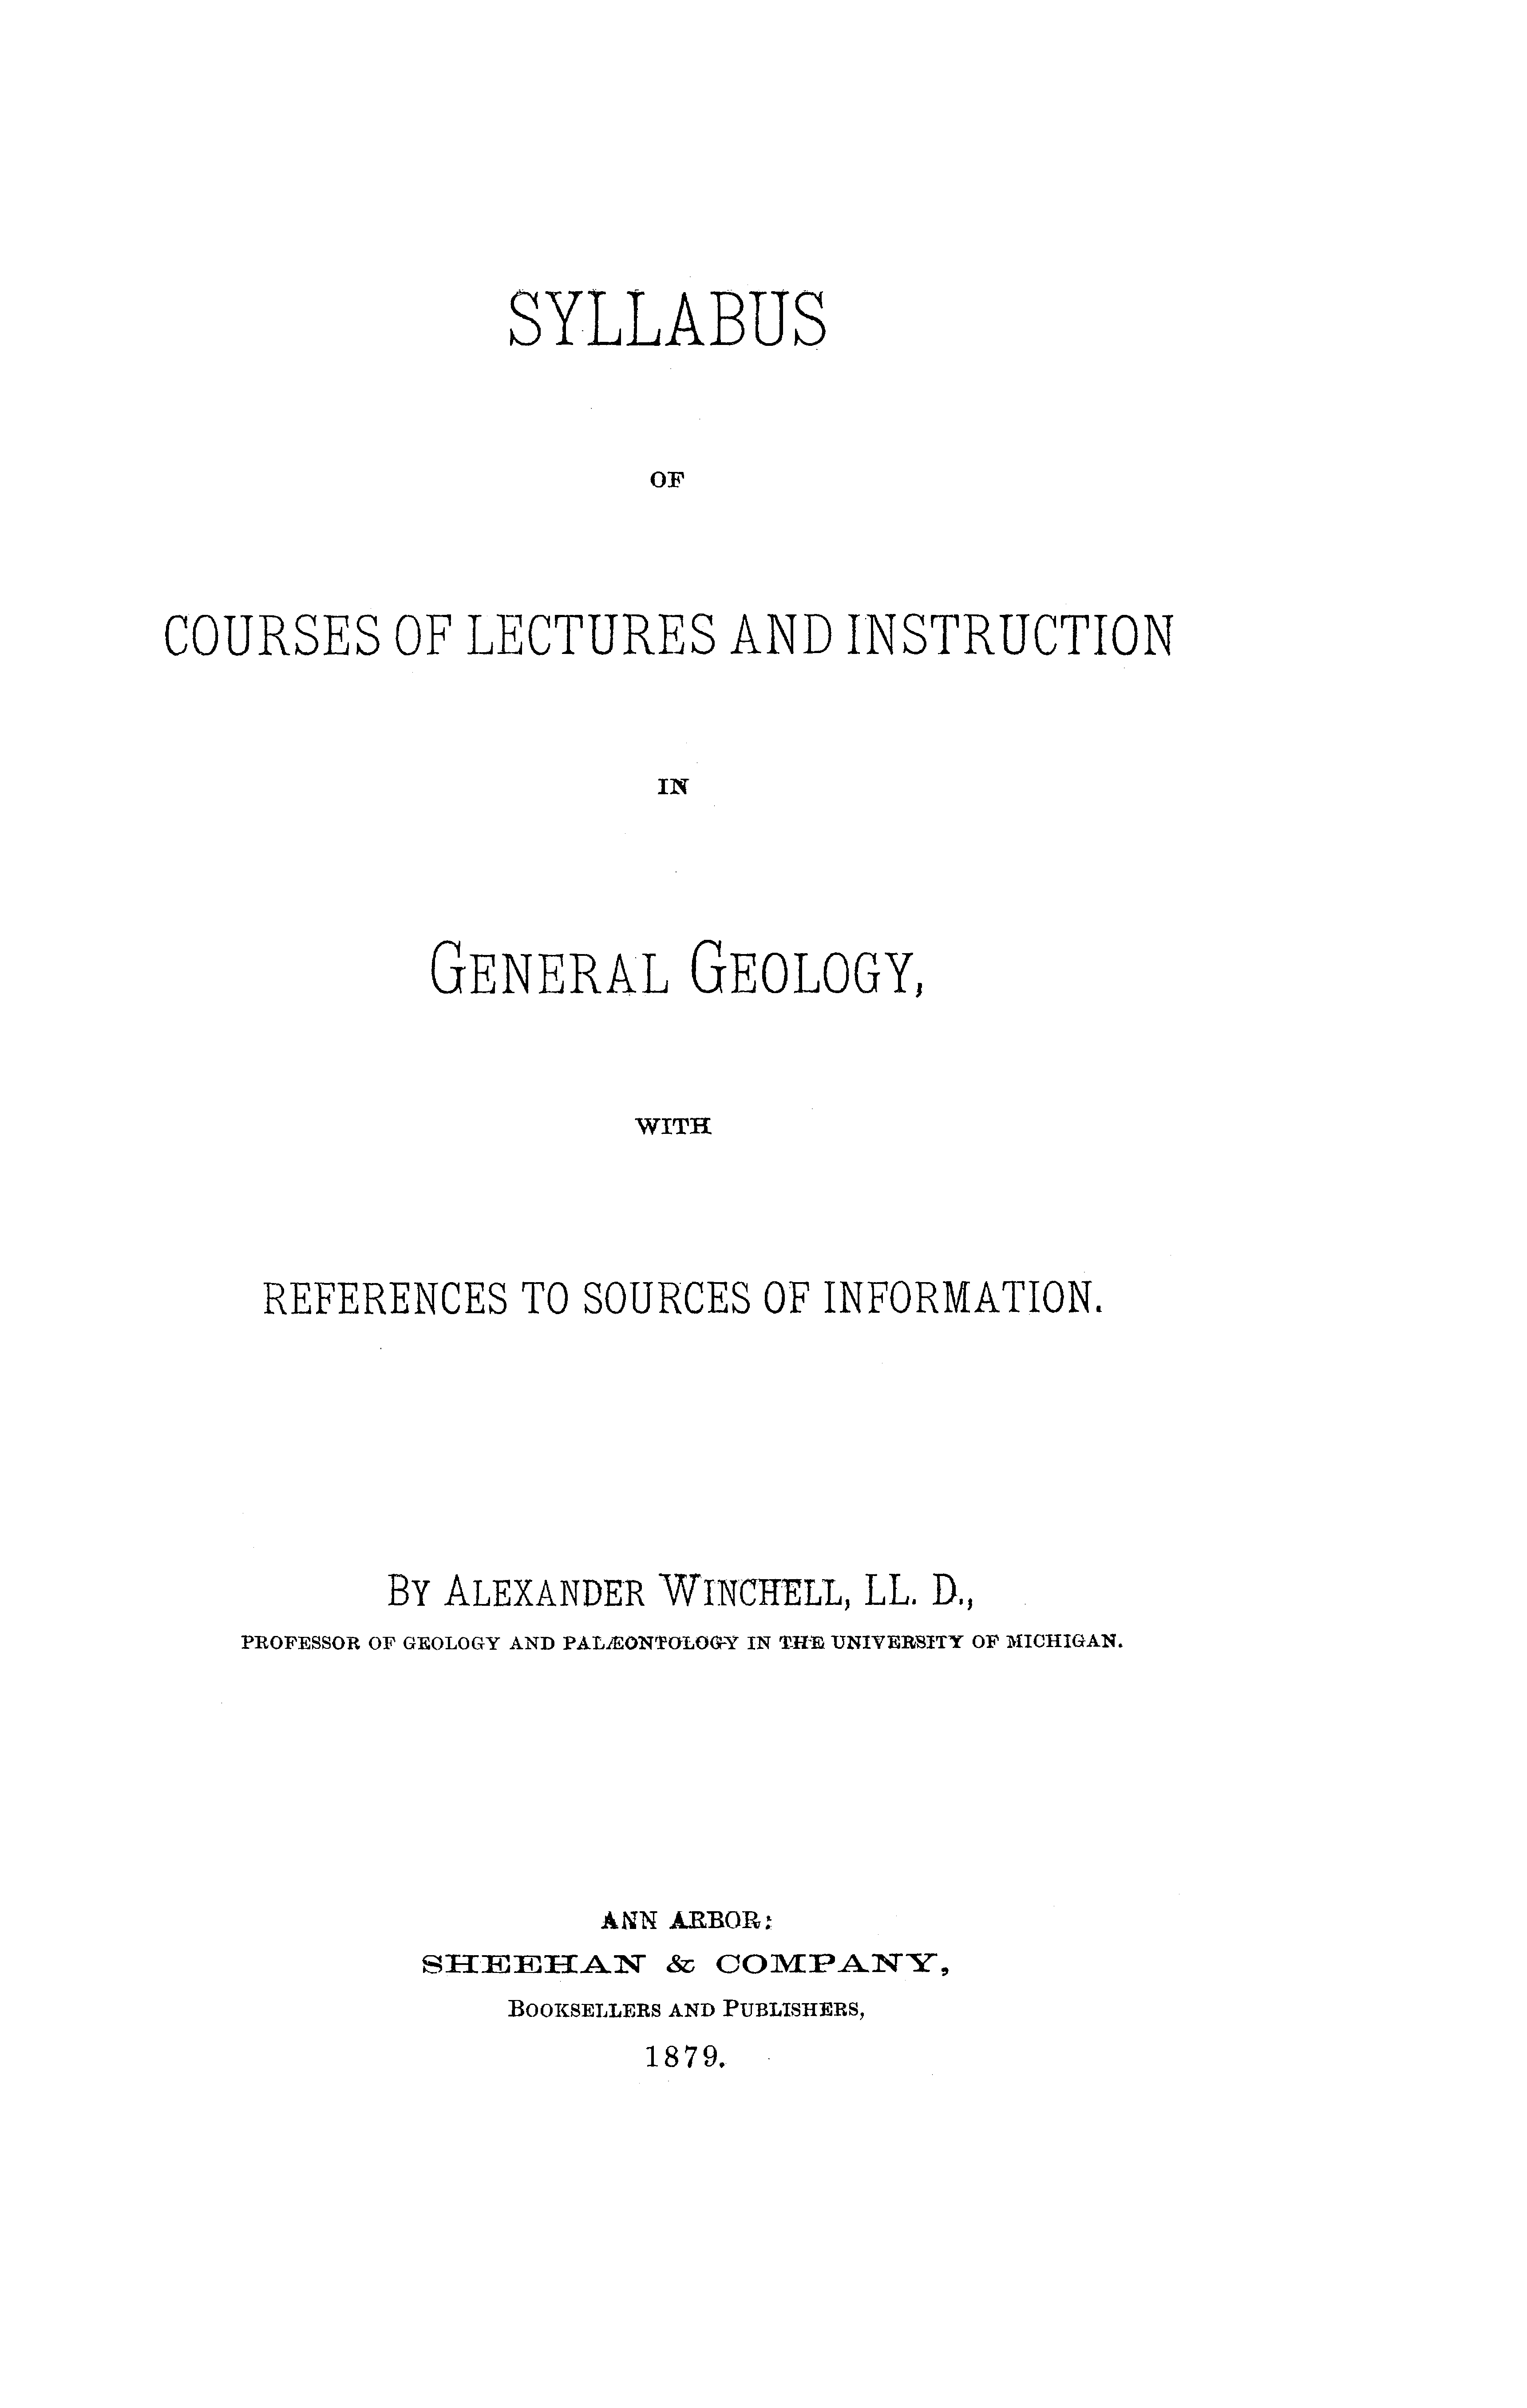 SYLLABUS
OF
COURSES OF LECTURES AND INSTRUCTION
IN
GENERAL GEOLOGY,
WITH
REFERENCES TO SOURCES OF INFORMATION.
BY ALEXANDER WINCHELL, LL. D.,
PROFESSOR OF GEOLOGY AND PALÆONTOLOGY IN THE UNIVERSITY OF MICHIGAN.
ANN ARBOR:
SHEEHAN & COMPANY,
BOOKSELLERS AND PUBLISHERS,
1879.